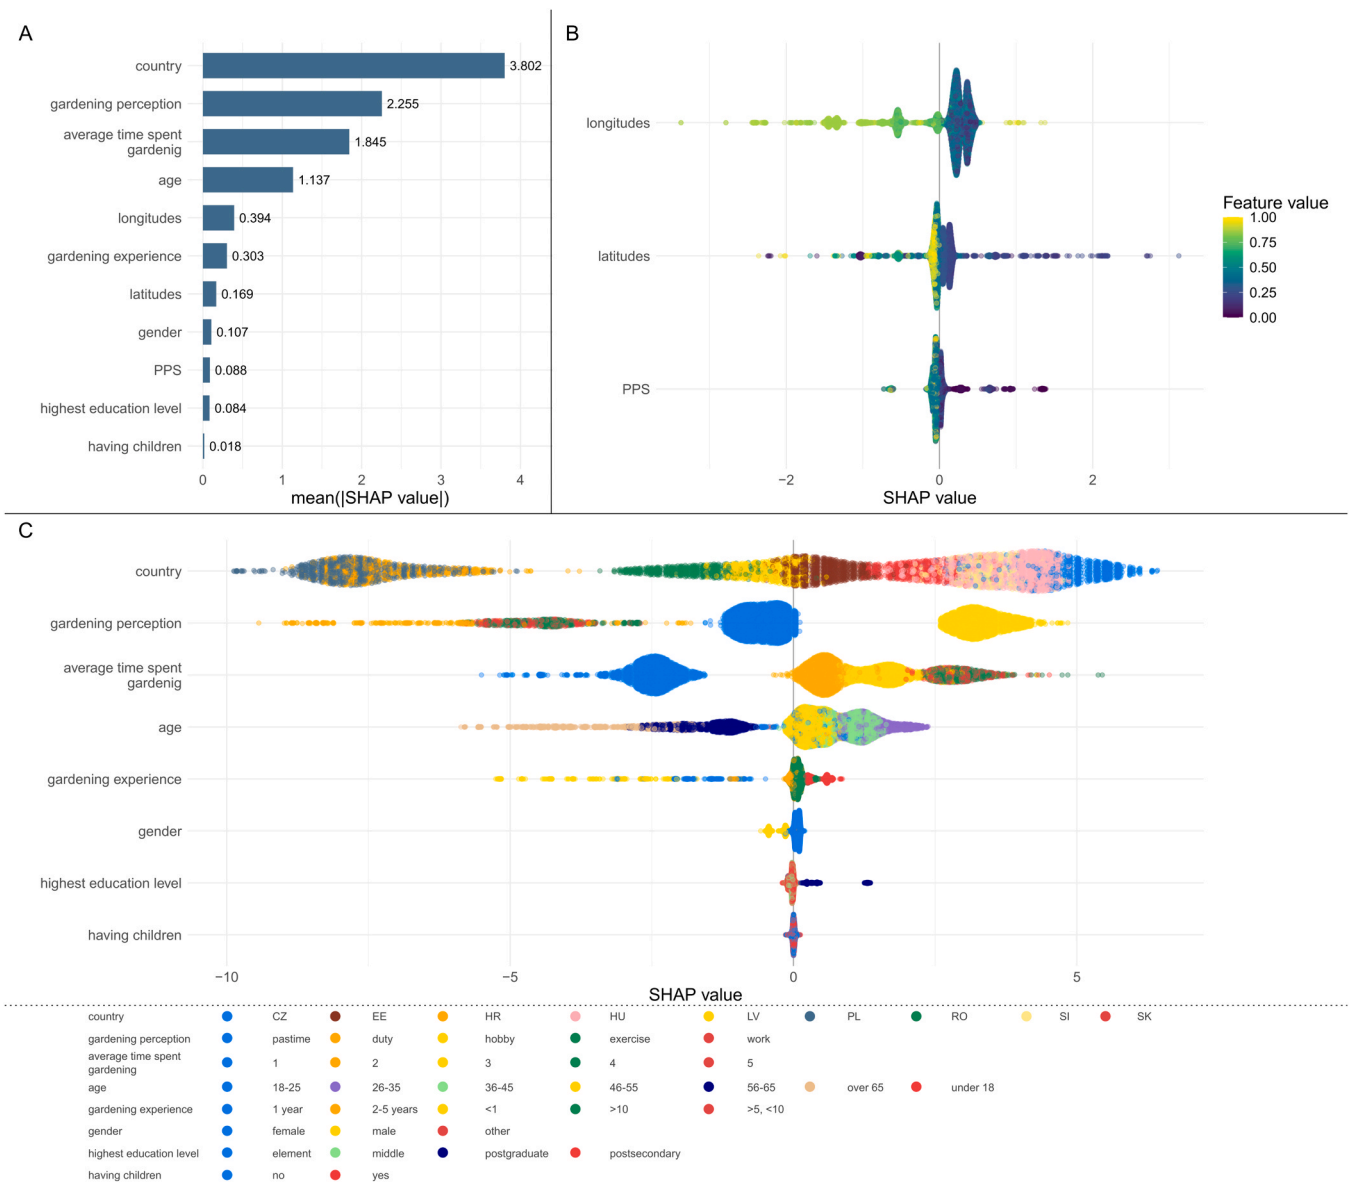 A
country
3.802
gardening perception
2.255
average time spent
gardenig
1.845
age
1.137
longitudes
0.394
gardening experience
0.303
latitudes
0.169
gender
0.107
PPS
0.088
highest education level
0.084
having children
0.018
0 1 2 3 4
mean(|SHAP value|)
B
longitudes
latitudes
PPS
−2 0 2
SHAP value
Feature value
1.00
0.75
0.50
0.25
0.00
C
country
gardening perception
average time spent
gardenig
age
gardening experience
gender
highest education level
having children
−10 −5 0 5
SHAP value
country CZ EE HR HU LV PL RO SI SK
gardening perception pastime duty hobby exercise work
average time spent
gardening 1 2 3 4 5
age 18-25 26-35 36-45 46-55 56-65 over 65 under 18
gardening experience 1 year 2-5 years <1 >10 >5, <10
gender female male other
highest education level element middle postgraduate postsecondary
having children no yes